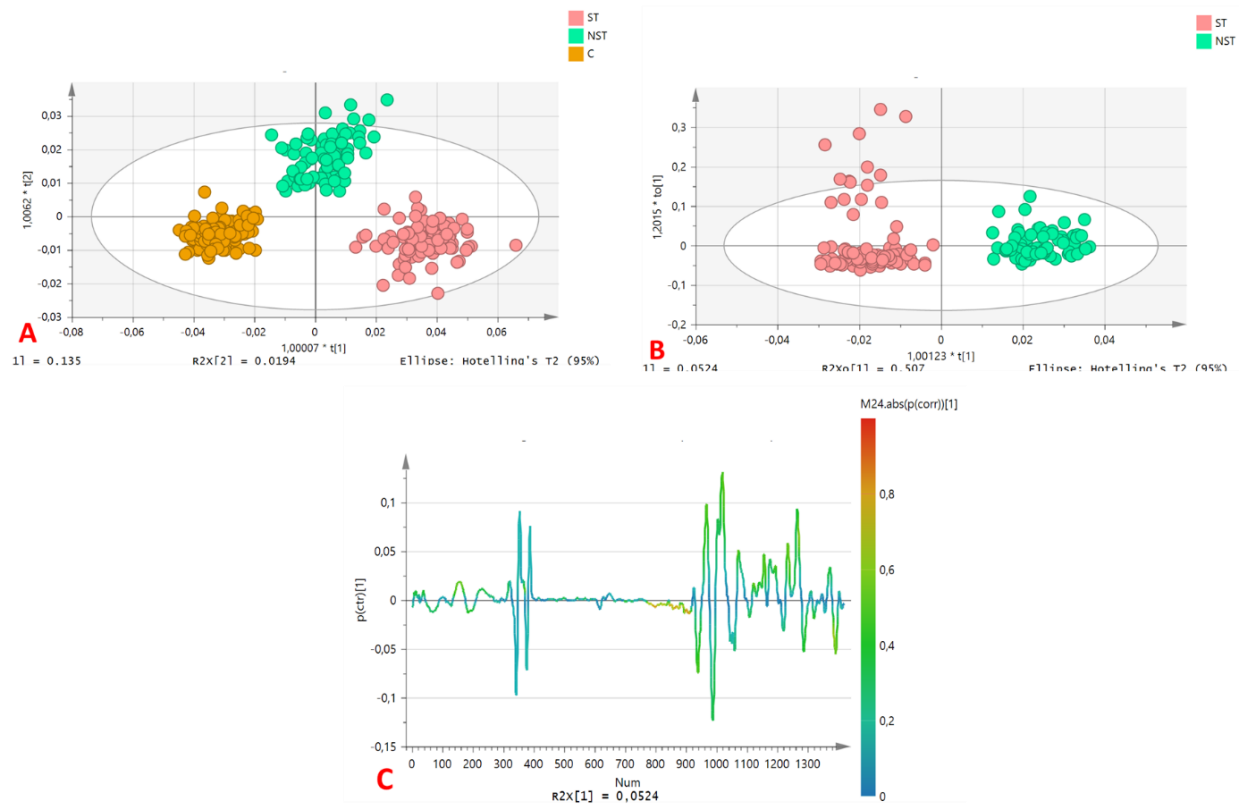 ST
NST
C
1,0062 * t[2]
0,03
0,02
0,01
0
-0,01
-0,02
-0,03
-0,08
-0,06
-0,04
-0,02
0
0,02
0,04
0,06
1,00007 * t[1]
A
1] = 0.135 R2X[2] = 0.0194 Ellipse: Hotelling's T2 (95%)
ST
NST
1,2015 * to[1]
0,3
0,2
0,1
0
-0,1
-0,2
-0,06
-0,04
-0,02
0
0,02
0,04
1,00123 * t[1]
B
1] = 0.0524 R2Xo[1] = 0.507 Ellipse: Hotelling's T2 (95%)
M24.abs(p(corr))[1]
p(ctr)[1]
0,1
0,05
0
-0,05
-0,1
-0,15
0 100 200 300 400 500 600 700 800 900 1000 1100 1200 1300
Num
C
R2X[1] = 0,0524
0,8
0,6
0,4
0,2
0